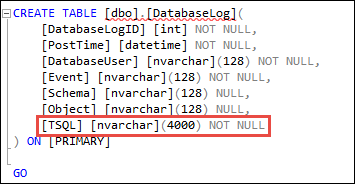 CREATE TABLE [dbo].[DatabaseLog](
[DatabaseLogID] [int] NOT NULL,
[PostTime] [datetime] NOT NULL,
[DatabaseUser] [nvarchar](128) NOT NULL,
[Event] [nvarchar](128) NOT NULL,
[Schema] [nvarchar](128) NULL,
[Object] [nvarchar](128) NULL,
[TSQL] [nvarchar](4000) NOT NULL
) ON [PRIMARY]
GO